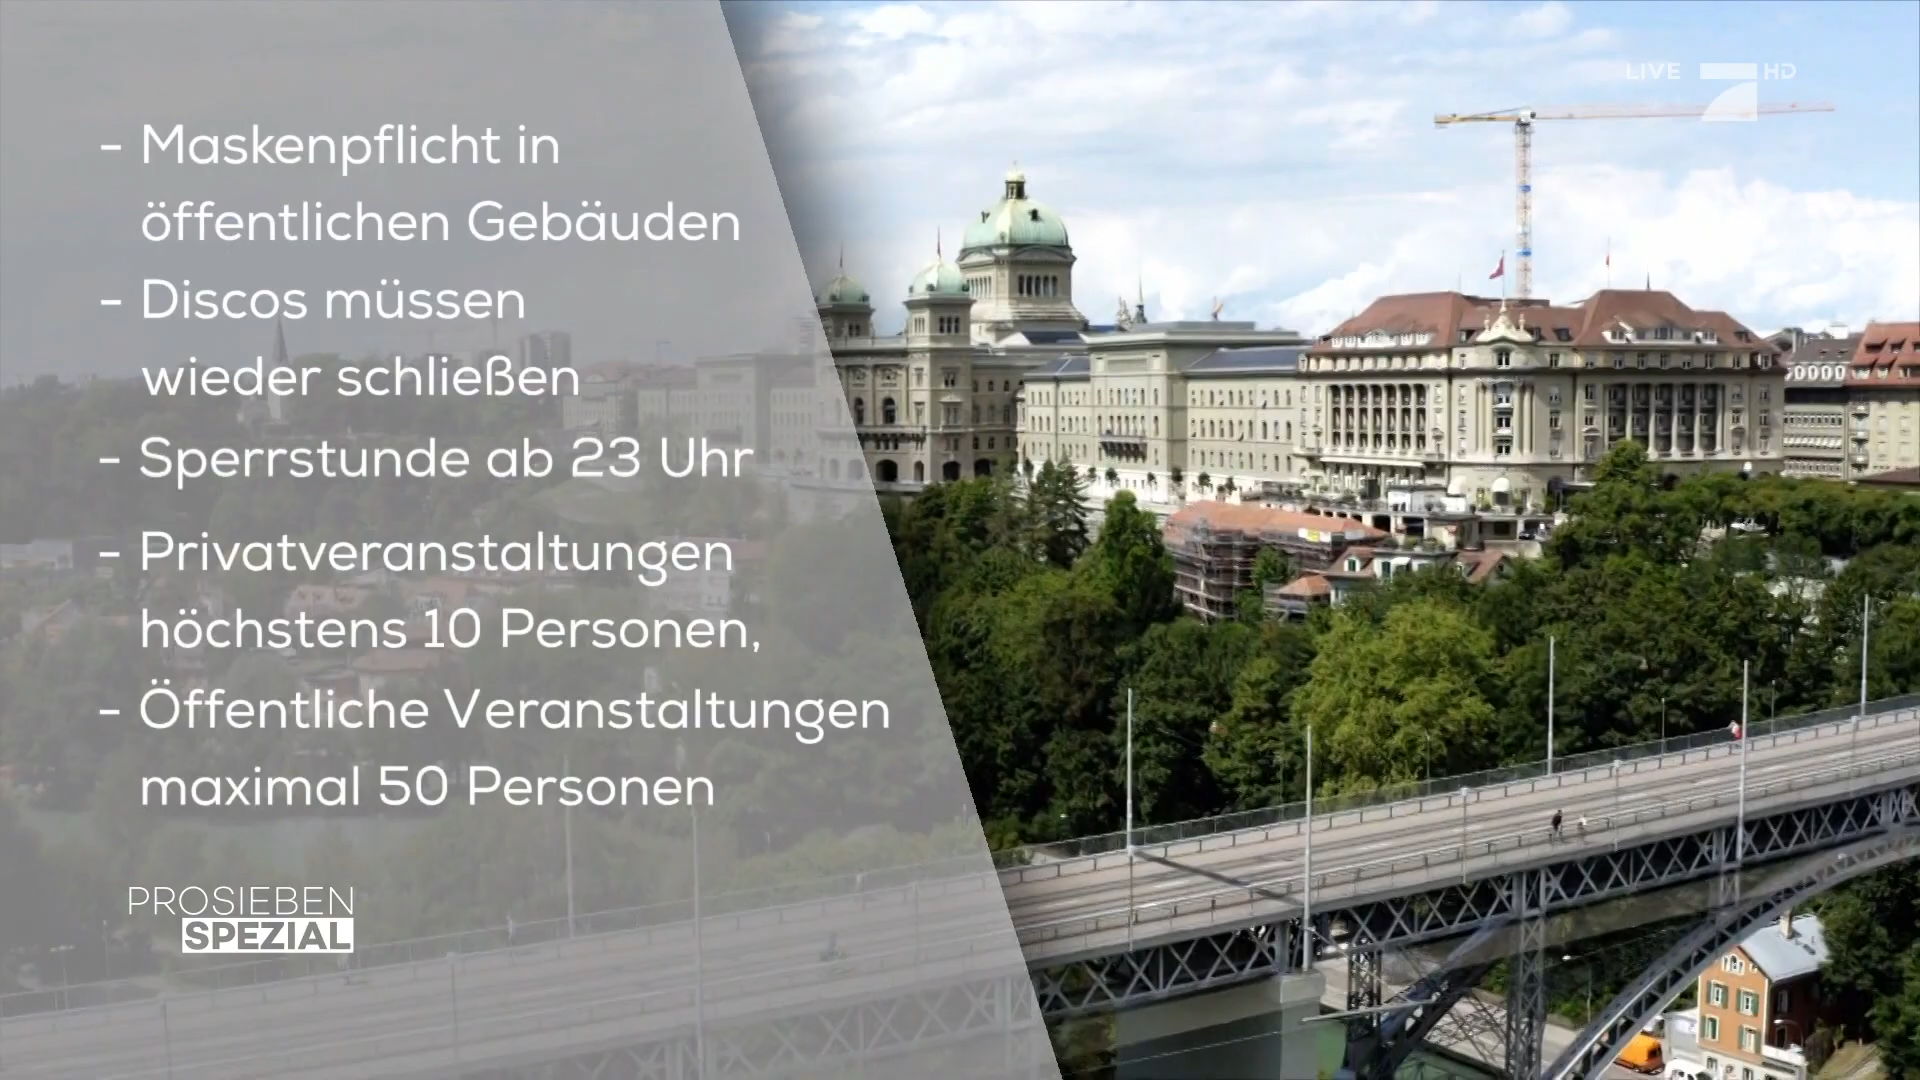 - Maskenpflicht in
öffentlichen Gebäuden
- Discos müssen
wieder schließen
- Sperrstunde ab 23 Uhr
- Privatveranstaltungen
höchstens 10 Personen,
- Öffentliche Veranstaltungen
maximal 50 Personen
PROSIEBEN
SPEZIAL
LIVE HD